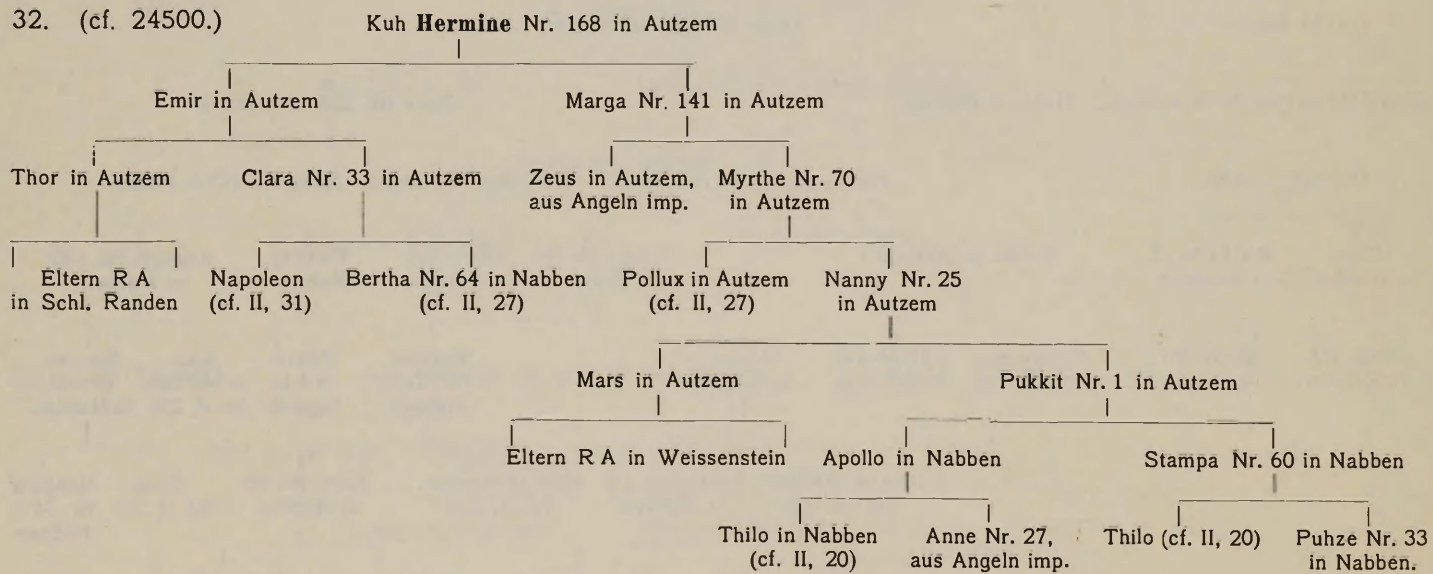 32. (cf. 24500.) Kuh Hermine Nr. 168 in Autzem
Emir in Autzem Marga Nr. 141 in Autzem
Thor in Autzem Clara Nr. 33 in Autzem Zeus in Autzem, Myrthe Nr. 70
aus Angeln imp. in Autzem
Eltern R A Napoleon Bertha Nr. 64 in Nabben Pollux in Autzem Nanny Nr. 25
in Schl. Randen (cf. II, 31) (cf. II, 27) (cf. II, 27) in Autzem
Mars in Autzem Pukkit Nr. 1 in Autzem
Eltern R A in Weissenstein Apollo in Nabben Stampa Nr. 60 in Nabben
Thilo in Nabben Anne Nr. 27, Thilo (cf. II, 20) Puhze Nr. 33
(cf. II, 20) aus Angeln imp. in Nabben.